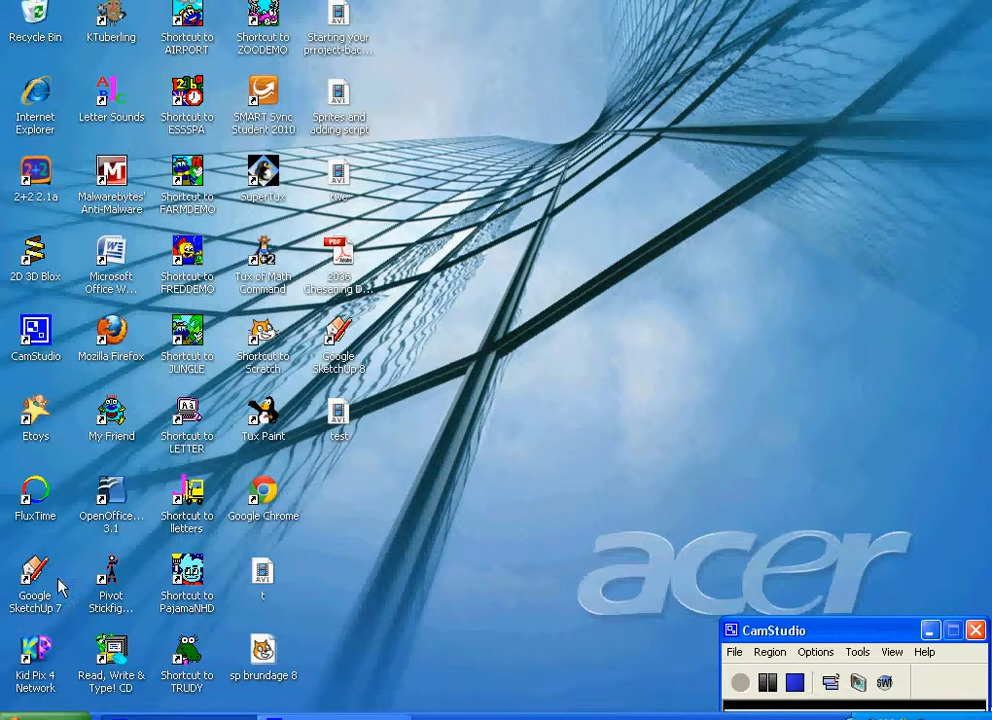 Recycle Bin
KTuberling
Shortcut to
AIRPORT
Shortcut to
ZOODEMO
Starting your
prroject-bac...
Internet
Explorer
Letter Sounds
Shortcut to
ESSSPA
SMART Sync
Student 2010
Sprites and
adding script
2+2 2.1a
Malwarebytes'
Anti-Malware
Shortcut to
FARMDEMO
SuperTux
two
2D 3D Blox
Microsoft
Office W...
Shortcut to
FREDDEMO
Tux of Math
Command
2036
Chesaning D...
CamStudio
Mozilla Firefox
Shortcut to
JUNGLE
Shortcut to
Scratch
Google
SketchUp 8
Etoys
My Friend
Shortcut to
LETTER
Tux Paint
test
FluxTime
OpenOffice...
3.1
Shortcut to
lletters
Google Chrome
Google
SketchUp 7
Pivot
Stickfig...
Shortcut to
PajamaNHD
t
Kid Pix 4
Network
Read, Write &
Type! CD
Shortcut to
TRUDY
sp brundage 8
acer
CamStudio
File Region Options Tools View Help